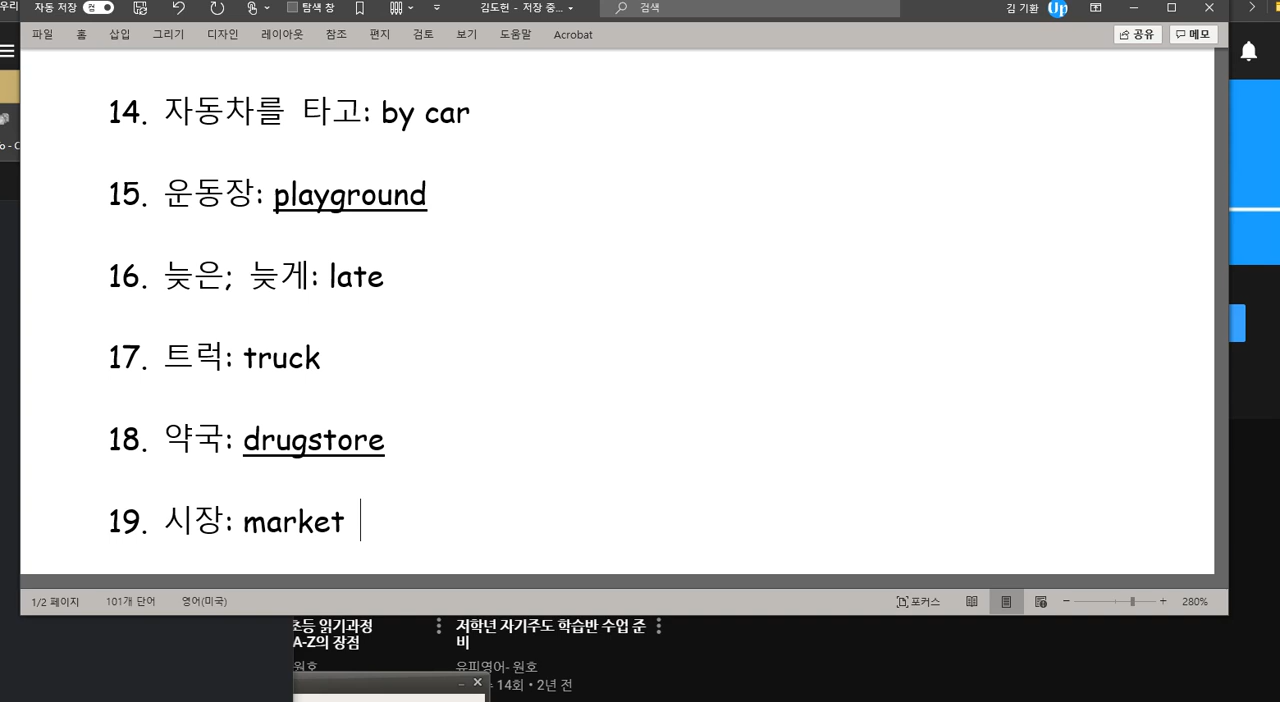 우리
자동 저장
탐색 창
김도헌 - 저장 중...
검색
김 기환
Up
파일 홈 삽입 그리기 디자인 레이아웃 참조 편지 검토 보기 도움말 Acrobat
공유
메모
14. 자동차를 타고: by car
15. 운동장: playground
16. 늦은; 늦게: late
17. 트럭: truck
18. 약국: drugstore
19. 시장: market
1/2 페이지 101개 단어 영어(미국)
포커스
280%
초등 읽기과정
A-Z의 장점
원호
저학년 자기주도 학습반 수업 준
비
유피영어- 원호
14회 • 2년 전